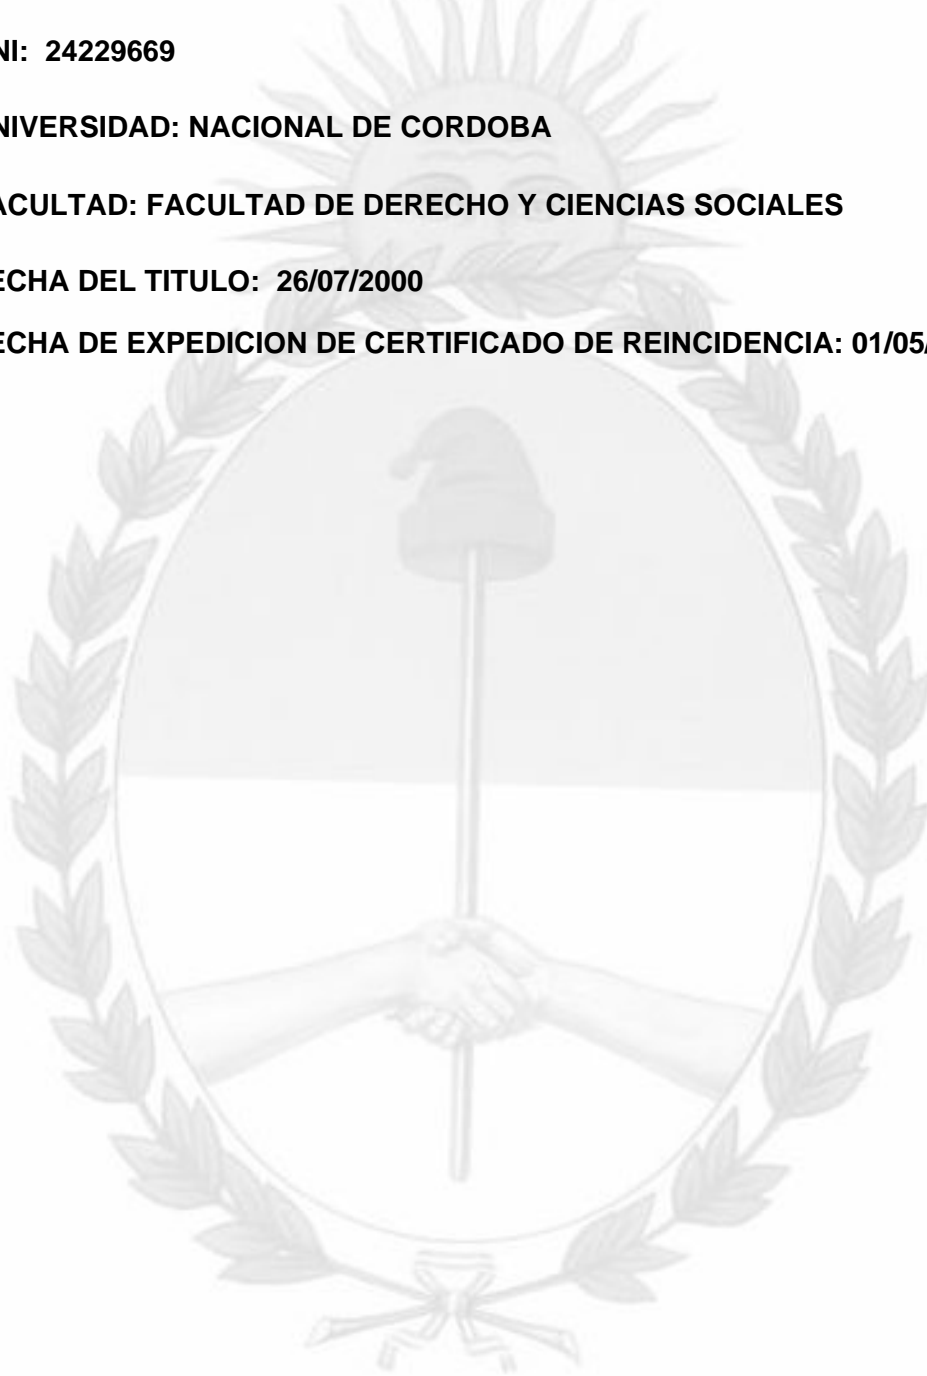 NI: 24229669
NIVERSIDAD: NACIONAL DE CORDOBA
ACULTAD: FACULTAD DE DERECHO Y CIENCIAS SOCIALES
ECHA DEL TITULO: 26/07/2000
ECHA DE EXPEDICION DE CERTIFICADO DE REINCIDENCIA: 01/05/